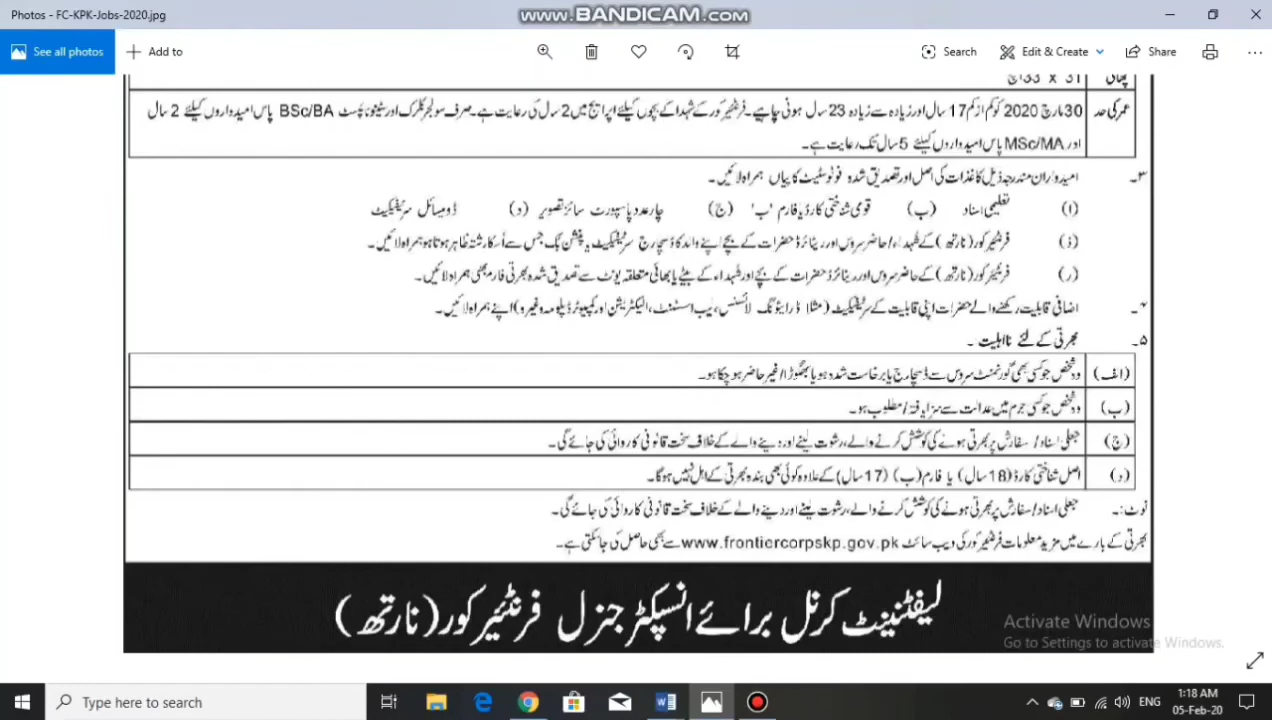 Photos - FC-KPK-Jobs-2020.jpg
www.BANDICAM.com
See all photos
Add to
Search
Edit & Create
Share
31 x 33 انچ
عمر کی حد
30 مارچ 2020 کو کم از کم 17 سال اور زیادہ سے زیادہ 23 سال ہونی چاہیے۔ فرنٹیئر کور کے شہدا کے بچوں کیلئے اپر ایج میں 2 سال کی رعایت ہے۔ صرف سولجر کلرک اور سٹینو ٹائپسٹ BSc/BA پاس امیدواروں کیلئے 2 سال
اور MSc/MA پاس امیدواروں کیلئے 5 سال تک رعایت ہے۔
۳۔ امیدواران مندرجہ ذیل کاغذات کی اصل اور تصدیق شدہ فوٹوسٹیٹ کاپیاں ہمراہ لائیں۔
(ا) تعلیمی اسناد (ب) قومی شناختی کارڈ یا فارم 'ب' (ج) چار عدد پاسپورٹ سائز تصویر (د) ڈومیسائل سرٹیفیکیٹ
(ذ) فرنٹیئر کور (نارتھ) کے شہداء/حاضر سروس اور ریٹائرڈ حضرات کے بچے اپنے والد کا ڈسچارج سرٹیفکیٹ یا پنشن بک جس سے اُسکا رشتہ ظاہر ہوتا ہو ہمراہ لائیں۔
(ر) فرنٹیئر کور (نارتھ) کے حاضر سروس اور ریٹائرڈ حضرات کے بچے اور شہداء کے بیٹے یا بھائی متعلقہ یونٹ سے تصدیق شدہ بھرتی فارم بھی ہمراہ لائیں۔
۴۔ اضافی قابلیت رکھنے والے حضرات اپنی قابلیت کے سرٹیفکیٹ (مثلاً ڈرائیونگ لائسنس، لیب اسسٹنٹ، الیکٹریشن اور کمپیوٹر ڈپلومہ وغیرہ) اپنے ہمراہ لائیں۔
۵۔ بھرتی کے لئے نااہلیت ۔
(الف) وہ شخص جو کسی بھی گورنمنٹ سروس سے ڈسچارج یا برخاست شدہ ہو یا بھگوڑا/غیر حاضر ہو چکا ہو۔
(ب) وہ شخص جو کسی جرم میں عدالت سے سزا یافتہ/مطلوب ہو۔
(ج) جعلی اسناد/ سفارش پر بھرتی ہونے کی کوشش کرنے والے، رشوت لینے اور دینے والے کے خلاف سخت قانونی کاروائی کی جائے گی۔
(د) اصل شناختی کارڈ (18 سال) یا فارم (ب) (17 سال) کے علاوہ کوئی بھی بندہ بھرتی کے اہل نہیں ہوگا۔
نوٹ:۔ جعلی اسناد/ سفارش پر بھرتی ہونے کی کوشش کرنے والے، رشوت لینے اور دینے والے کے خلاف سخت قانونی کاروائی کی جائے گی۔
بھرتی کے بارے میں مزید معلومات فرنٹیئر کور کی ویب سائٹ www.frontiercorpskp.gov.pk سے بھی حاصل کی جا سکتی ہے۔
لیفٹیننٹ کرنل برائے انسپکٹر جنرل فرنٹیئر کور (نارتھ)
Activate Windows
Go to Settings to activate Windows.
Type here to search
ENG
1:18 AM
05-Feb-20